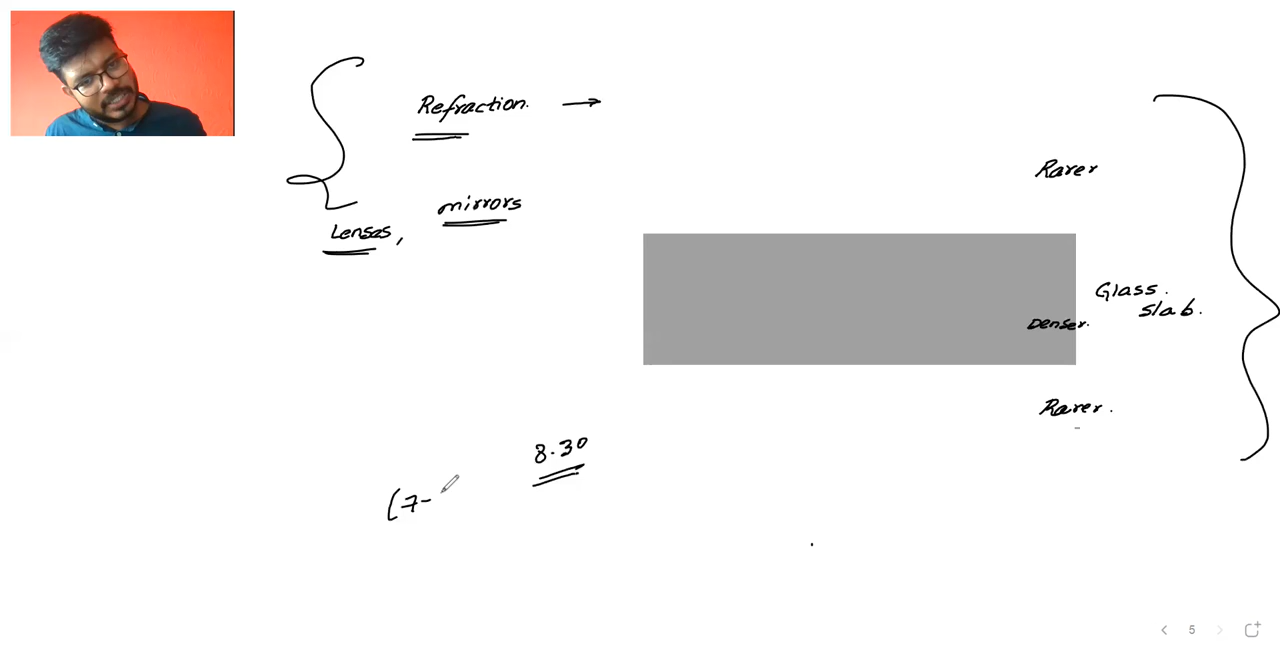 Refraction. →
mirrors
Lenses,
Rarer
Glass.
slab.
Denser.
Rarer.
8.30
(7-
5